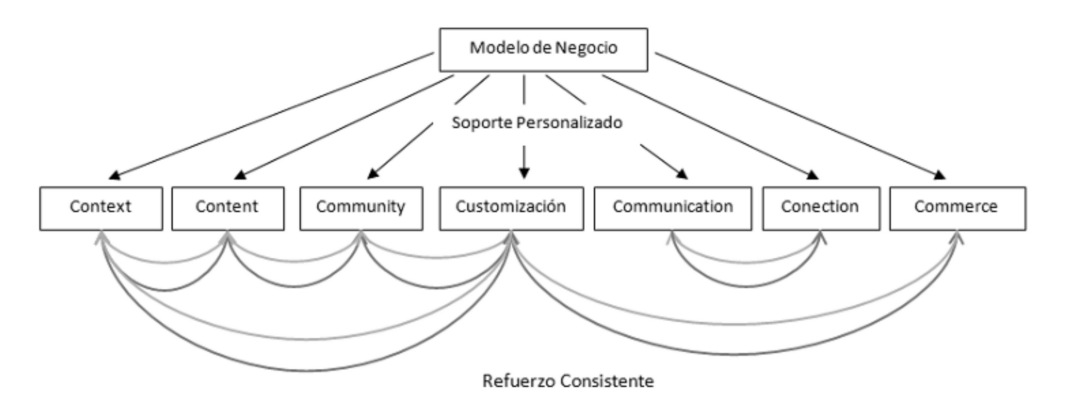 Modelo de Negocio
Soporte Personalizado
Context
Content
Community
Customización
Communication
Conection
Commerce
Refuerzo Consistente